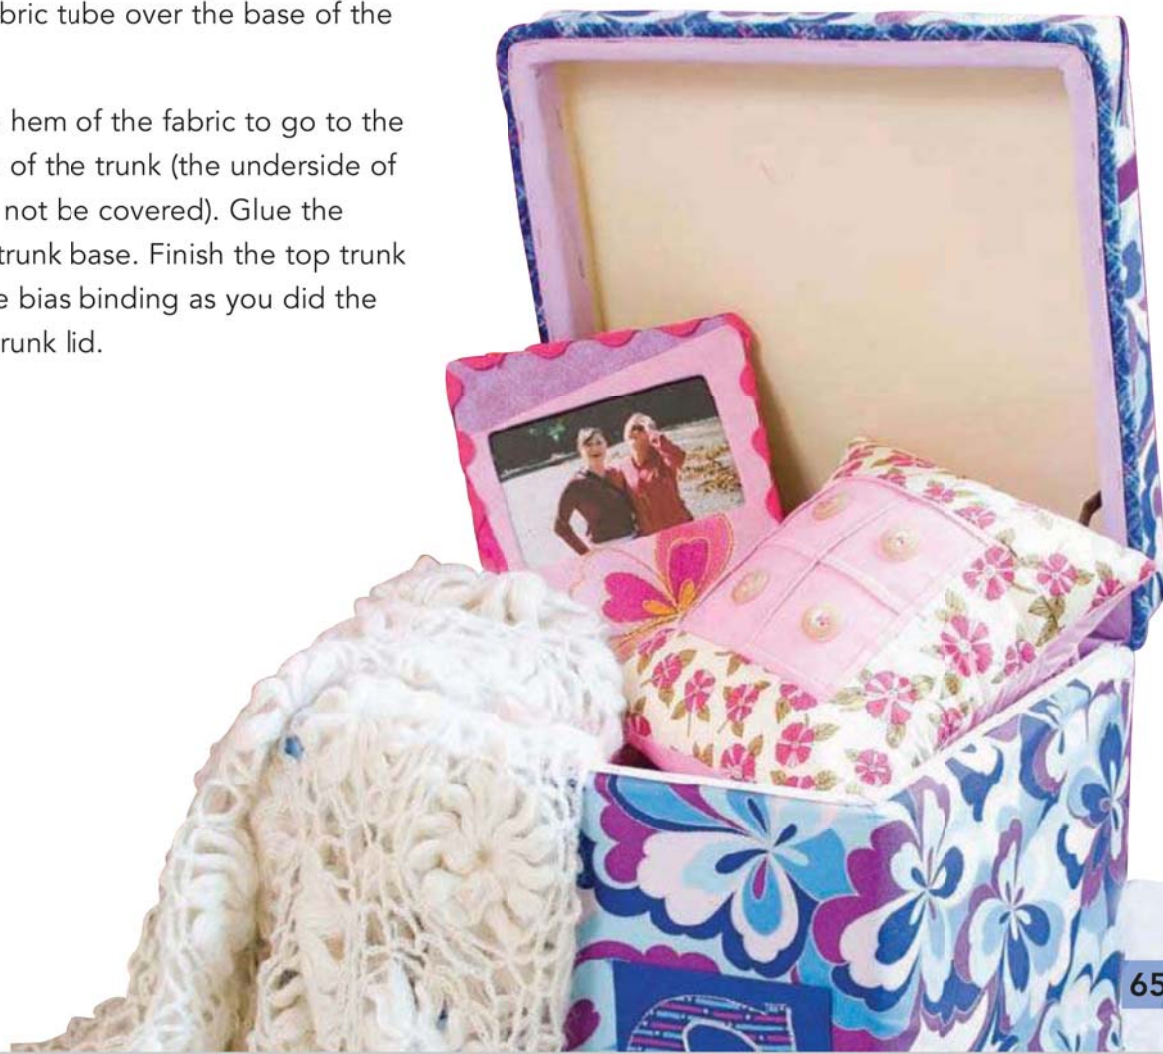 bric tube over the base of the
hem of the fabric to go to the
of the trunk (the underside of
not be covered). Glue the
trunk base. Finish the top trunk
e bias binding as you did the
runk lid.
65